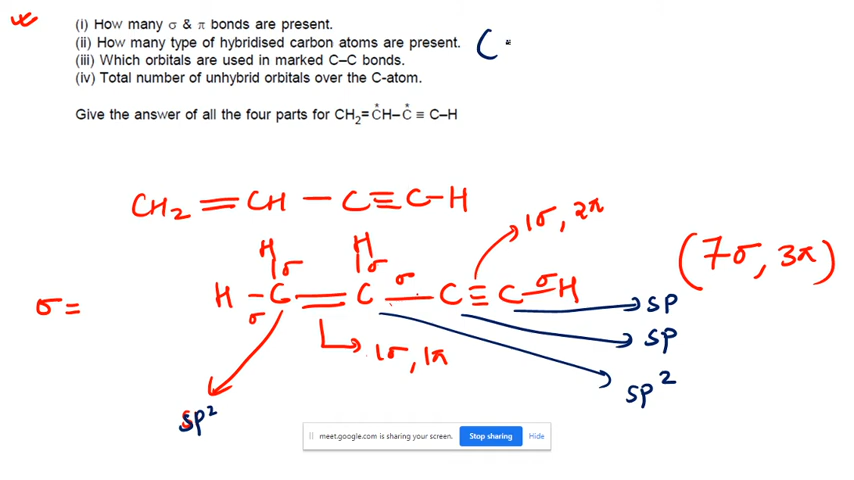 (i) How many σ & π bonds are present.
(ii) How many type of hybridised carbon atoms are present.
(iii) Which orbitals are used in marked C–C bonds.
(iv) Total number of unhybrid orbitals over the C-atom.
Give the answer of all the four parts for CH₂=C*H–C* ≡ C–H
CH₂ = CH – C ≡ C – H
1σ, 2π
H H
σ σ σ σ
H – C = C – C ≡ C – H
σ
(7σ, 3π)
σ =
sp
sp
1σ, 1π
sp²
sp²
meet.google.com is sharing your screen. Stop sharing Hide